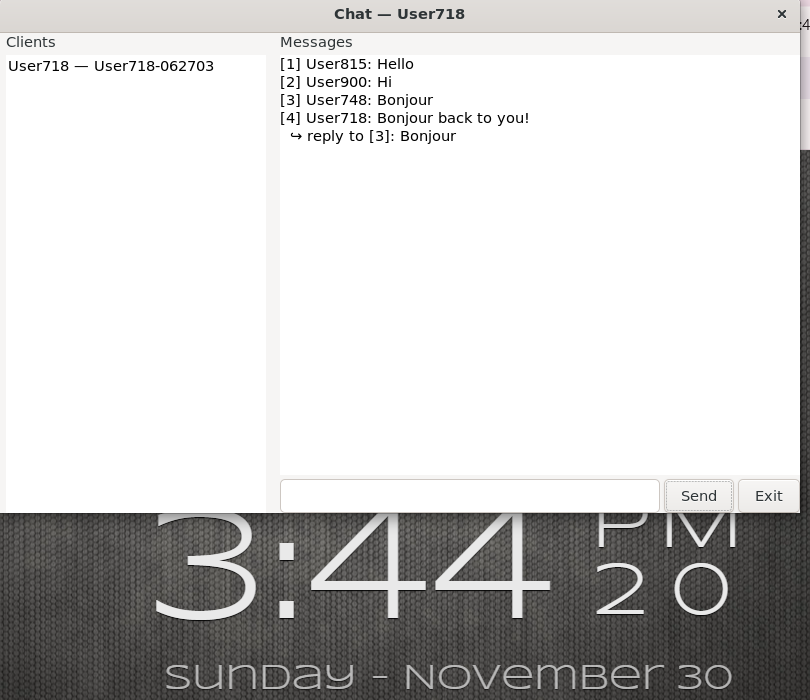 Chat — User718
Clients
Messages
User718 — User718-062703
[1] User815: Hello
[2] User900: Hi
[3] User748: Bonjour
[4] User718: Bonjour back to you!
↪ reply to [3]: Bonjour
Send
Exit
3:44 PM
20
Sunday - November 30
:4